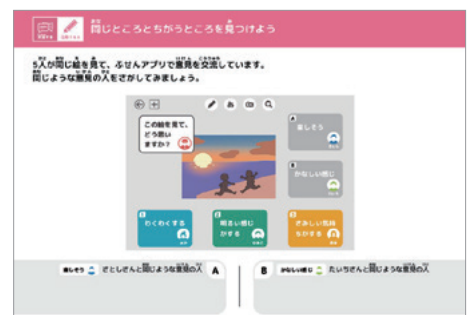 同じところとちがうところを見つけよう
5人が同じ絵を見て、ふせんアプリで意見を交流しています。
同じような意見の人をさがしてみましょう。
この絵を見て、
どう思い
ますか？
A
楽しそう
B
かなしい感じ
わくわくする
明るい感じ
がする
さみしい気持
ちがする
楽しそう さとしさんと同じような意見の人 A
B かなしい感じ たいちさんと同じような意見の人